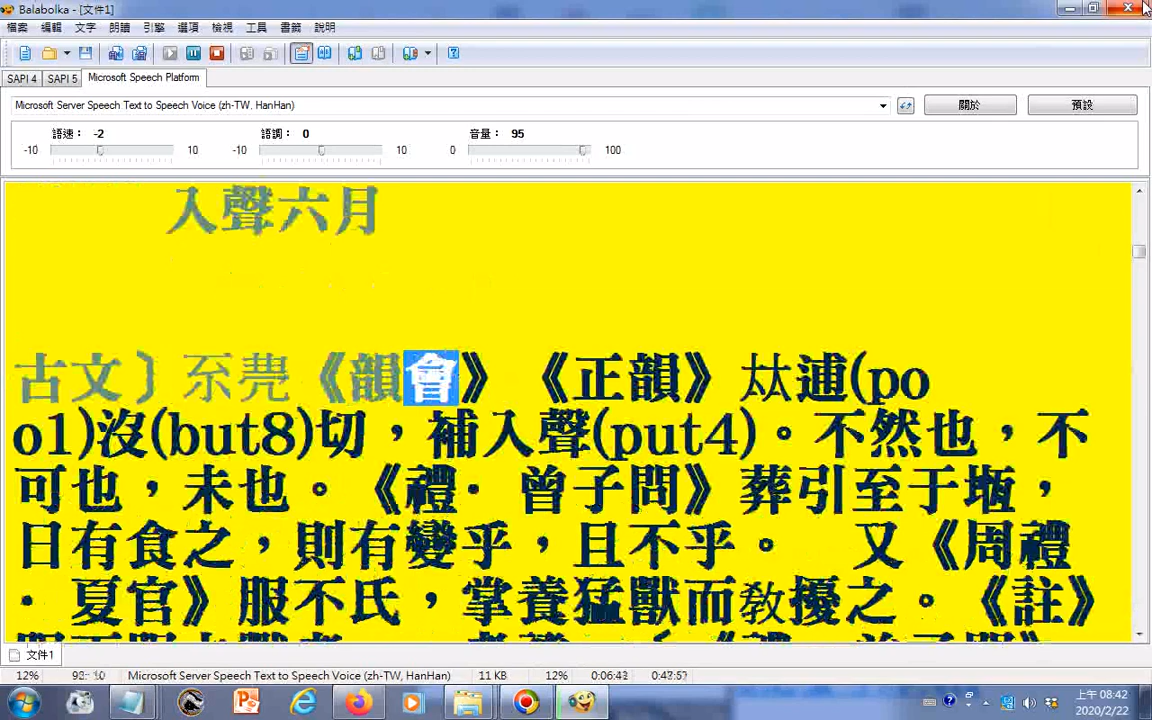 Balabolka - [文件1]
檔案 編輯 文字 朗讀 引擎 選項 檢視 工具 書籤 說明
SAPI 4 SAPI 5 Microsoft Speech Platform
Microsoft Server Speech Text to Speech Voice (zh-TW, HanHan) 關於 預設
語速： -2 語調： 0 音量： 95
-10 10 -10 10 0 100
入聲六月
古文〕𠀚𠙐《韻會》《正韻》𡘋逋(po
o1)沒(but8)切，補入聲(put4)。不然也，不
可也，未也。《禮· 曾子問》葬引至于堩，
日有食之，則有變乎，且不乎。 又《周禮
· 夏官》服不氏，掌養猛獸而敎擾之。《註》
文件1
12% Microsoft Server Speech Text to Speech Voice (zh-TW, HanHan) 11 KB 12% 0:06:43 0:47:57
上午 08:42
2020/2/22